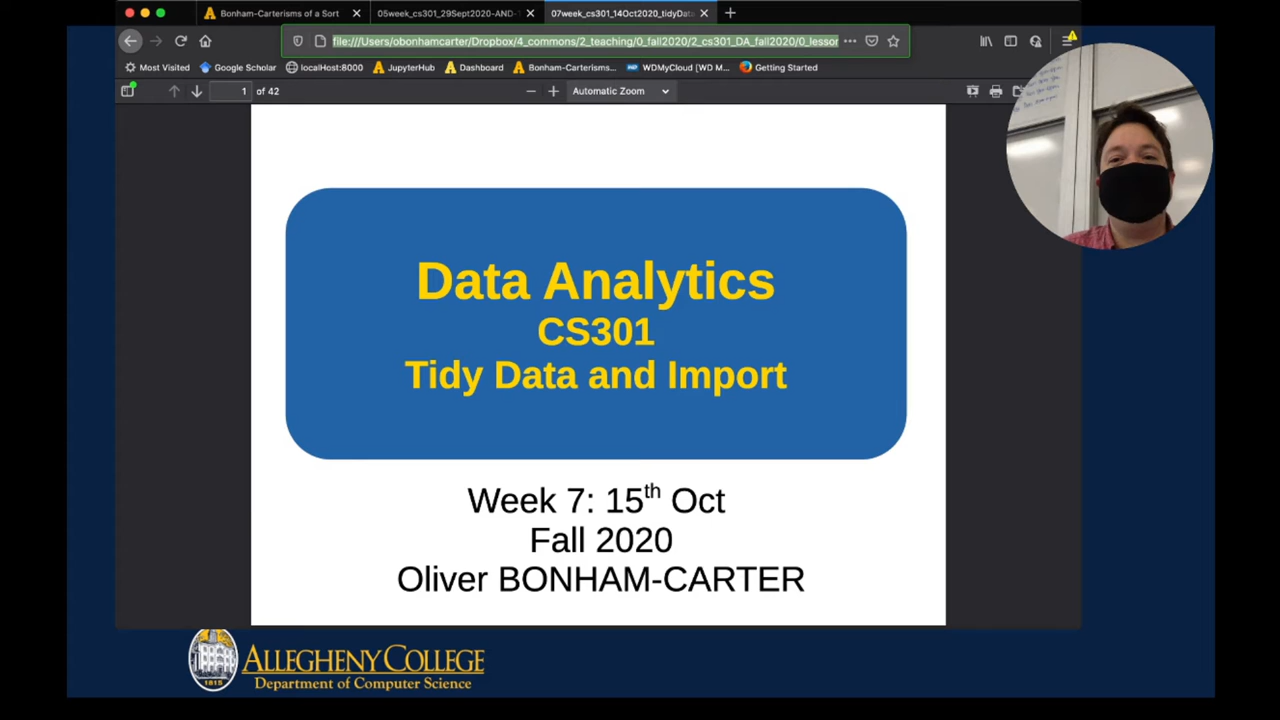 Bonham-Carterisms of a Sort
05week_cs301_29Sept2020-AND-
07week_cs301_14Oct2020_tidyDat
file:///Users/obonhamcarter/Dropbox/4_commons/2_teaching/0_fall2020/2_cs301_DA_fall2020/0_lesson
Most Visited
Google Scholar
localHost:8000
JupyterHub
Dashboard
Bonham-Carterisms...
WDMyCloud (WD M...
Getting Started
1 of 42
Automatic Zoom
Data Analytics
CS301
Tidy Data and Import
Week 7: 15th Oct
Fall 2020
Oliver BONHAM-CARTER
1815
ALLEGHENY COLLEGE
Department of Computer Science